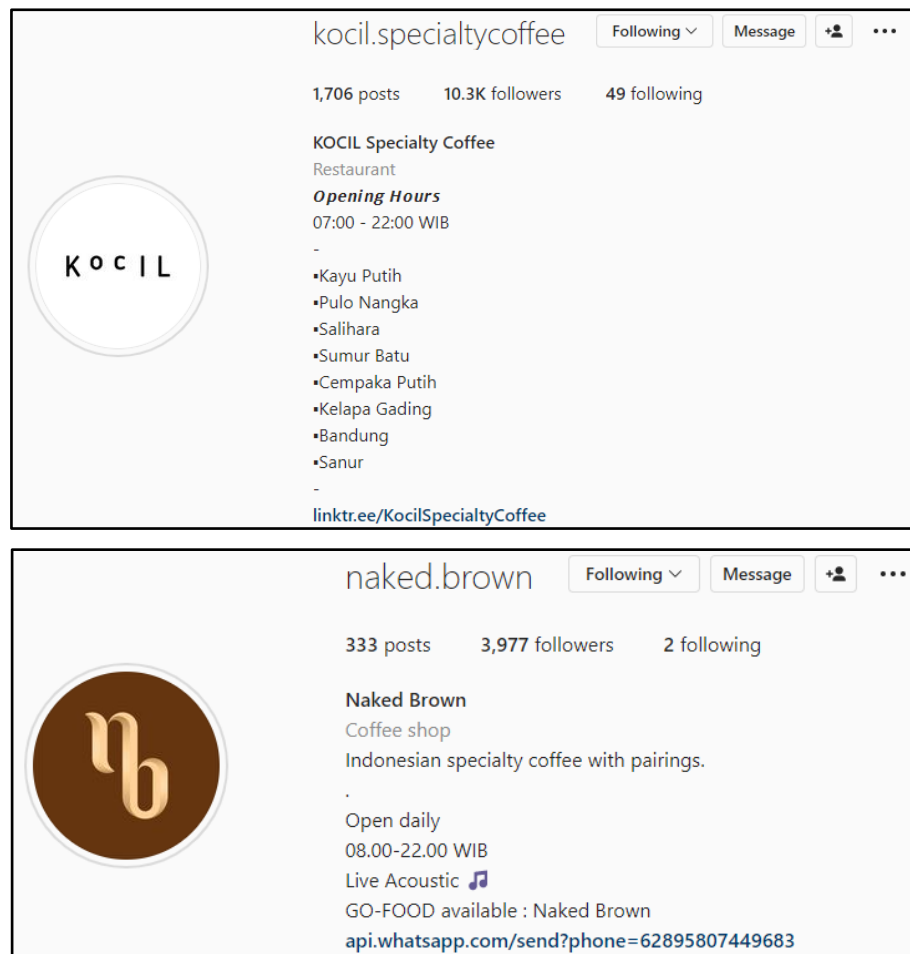 kocil.specialtycoffee Following Message
1,706 posts 10.3K followers 49 following
KOCIL Specialty Coffee
Restaurant
Opening Hours
07:00 - 22:00 WIB
-
▪Kayu Putih
▪Pulo Nangka
▪Salihara
▪Sumur Batu
▪Cempaka Putih
▪Kelapa Gading
▪Bandung
▪Sanur
-
linktr.ee/KocilSpecialtyCoffee
KOCIL
naked.brown Following Message
333 posts 3,977 followers 2 following
Naked Brown
Coffee shop
Indonesian specialty coffee with pairings.
.
Open daily
08.00-22.00 WIB
Live Acoustic 🎵
GO-FOOD available : Naked Brown
api.whatsapp.com/send?phone=62895807449683
nb